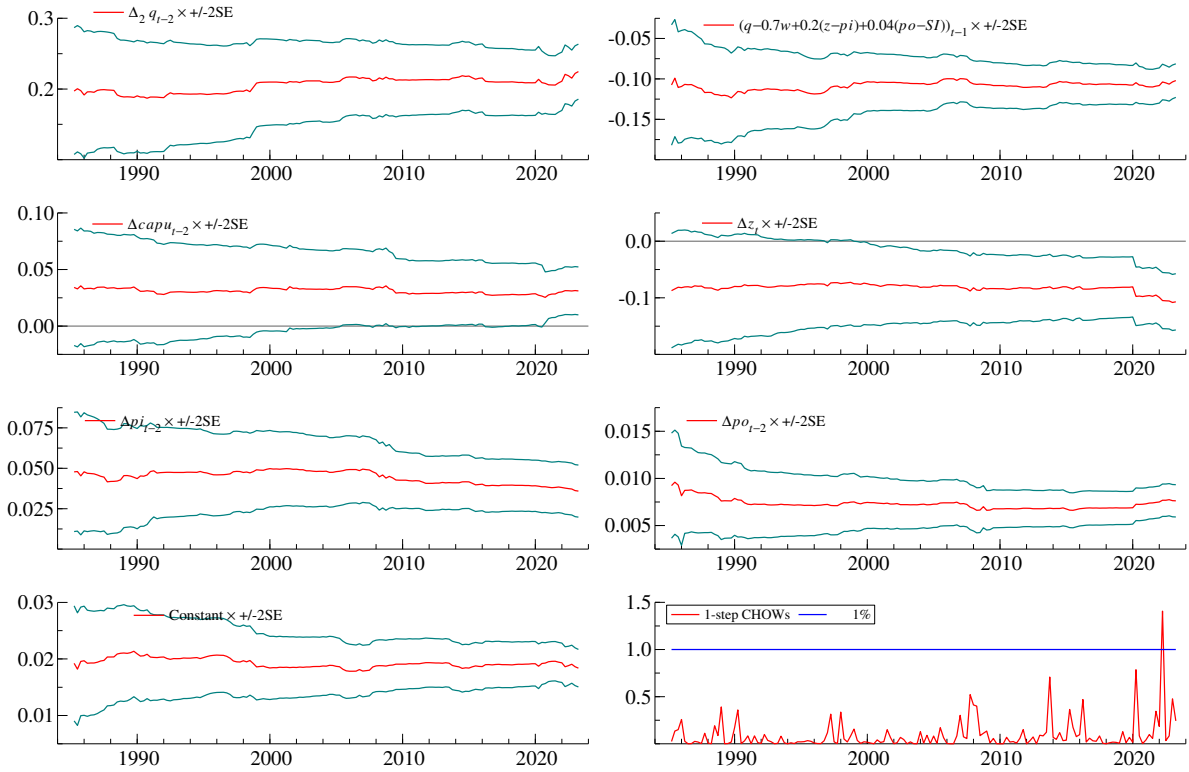 Δ₂ qₜ₋₂ × +/-2SE
0.3
0.2
1990 2000 2010 2020
(q−0.7w+0.2(z−pi)+0.04(po−SI))ₜ₋₁ × +/-2SE
-0.05
-0.10
-0.15
1990 2000 2010 2020
Δcapuₜ₋₂ × +/-2SE
0.10
0.05
0.00
1990 2000 2010 2020
Δzₜ × +/-2SE
0.0
-0.1
1990 2000 2010 2020
Δpiₜ₋₂ × +/-2SE
0.075
0.050
0.025
1990 2000 2010 2020
Δpoₜ₋₂ × +/-2SE
0.015
0.010
0.005
1990 2000 2010 2020
Constant × +/-2SE
0.03
0.02
0.01
1990 2000 2010 2020
1-step CHOWs 1%
1.5
1.0
0.5
1990 2000 2010 2020